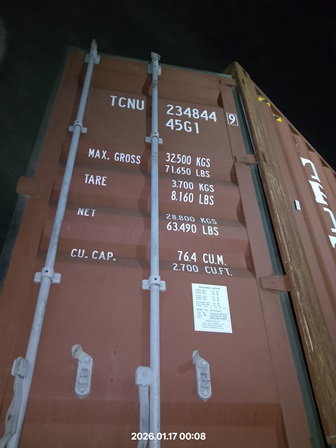 TCNU 234844 9
45G1
MAX. GROSS 32.500 KGS
71.650 LBS
TARE 3.700 KGS
8.160 LBS
NET 28.800 KGS
63.490 LBS
CU. CAP. 76.4 CU.M.
2.700 CU.FT.
2026.01.17 00:08